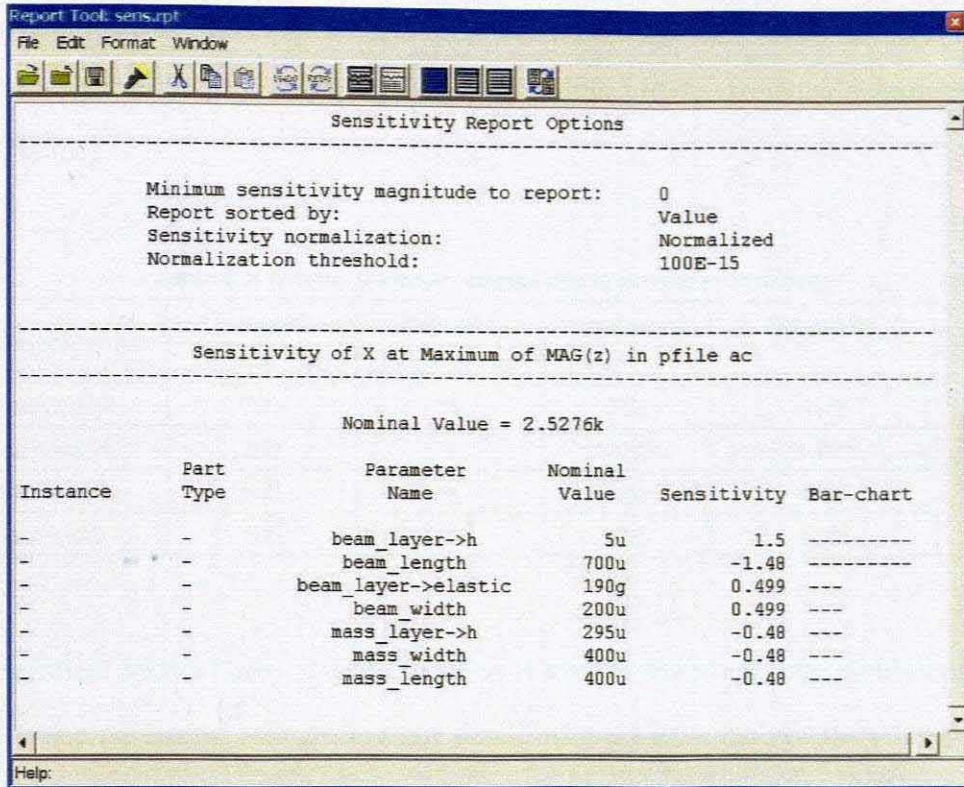 Report Tool: sens.rpt
File Edit Format Window
Sensitivity Report Options
Minimum sensitivity magnitude to report: 0
Report sorted by: Value
Sensitivity normalization: Normalized
Normalization threshold: 100E-15
Sensitivity of X at Maximum of MAG(z) in pfile ac
Nominal Value = 2.5276k
Part Parameter Nominal
Instance Type Name Value Sensitivity Bar-chart
- - beam_layer->h 5u 1.5 ---------
- - beam_length 700u -1.48 ---------
- - beam_layer->elastic 190g 0.499 ---
- - beam_width 200u 0.499 ---
- - mass_layer->h 295u -0.48 ---
- - mass_width 400u -0.48 ---
- - mass_length 400u -0.48 ---
Help: